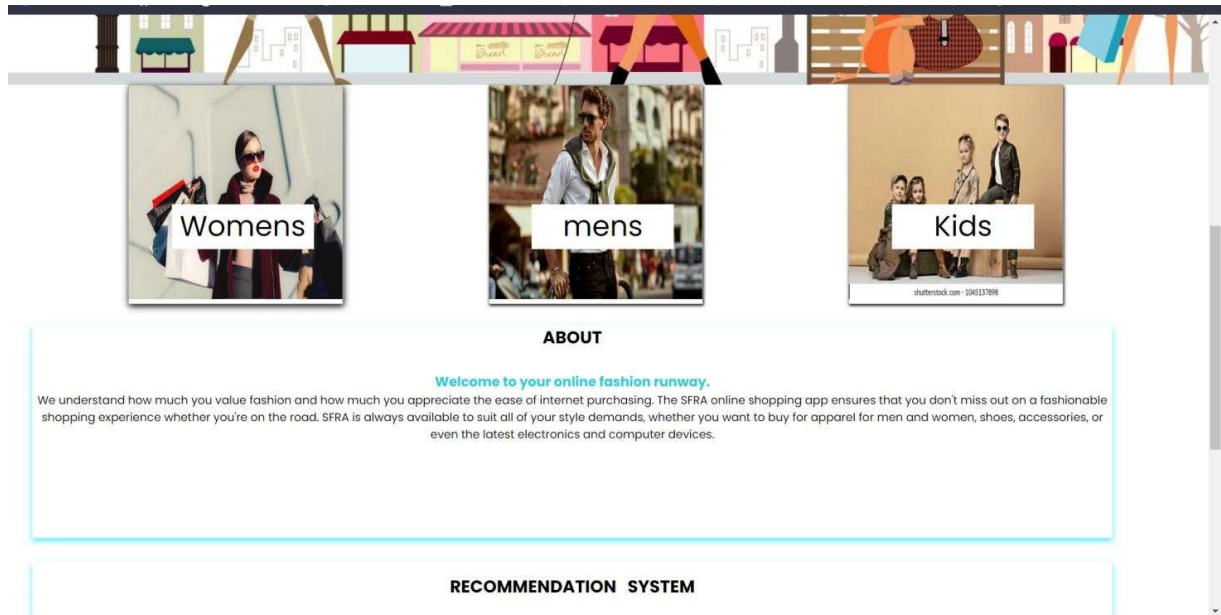 Bread
Bread
Womens
mens
Kids
shutterstock.com • 1045137898
ABOUT
Welcome to your online fashion runway.
We understand how much you value fashion and how much you appreciate the ease of internet purchasing. The SFRA online shopping app ensures that you don't miss out on a fashionable
shopping experience whether you're on the road. SFRA is always available to suit all of your style demands, whether you want to buy for apparel for men and women, shoes, accessories, or
even the latest electronics and computer devices.
RECOMMENDATION SYSTEM